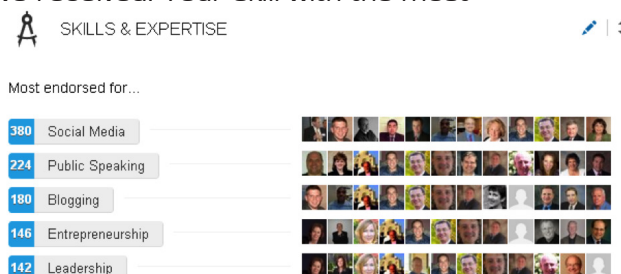 SKILLS & EXPERTISE
Most endorsed for...
380 Social Media
224 Public Speaking
180 Blogging
146 Entrepreneurship
142 Leadership